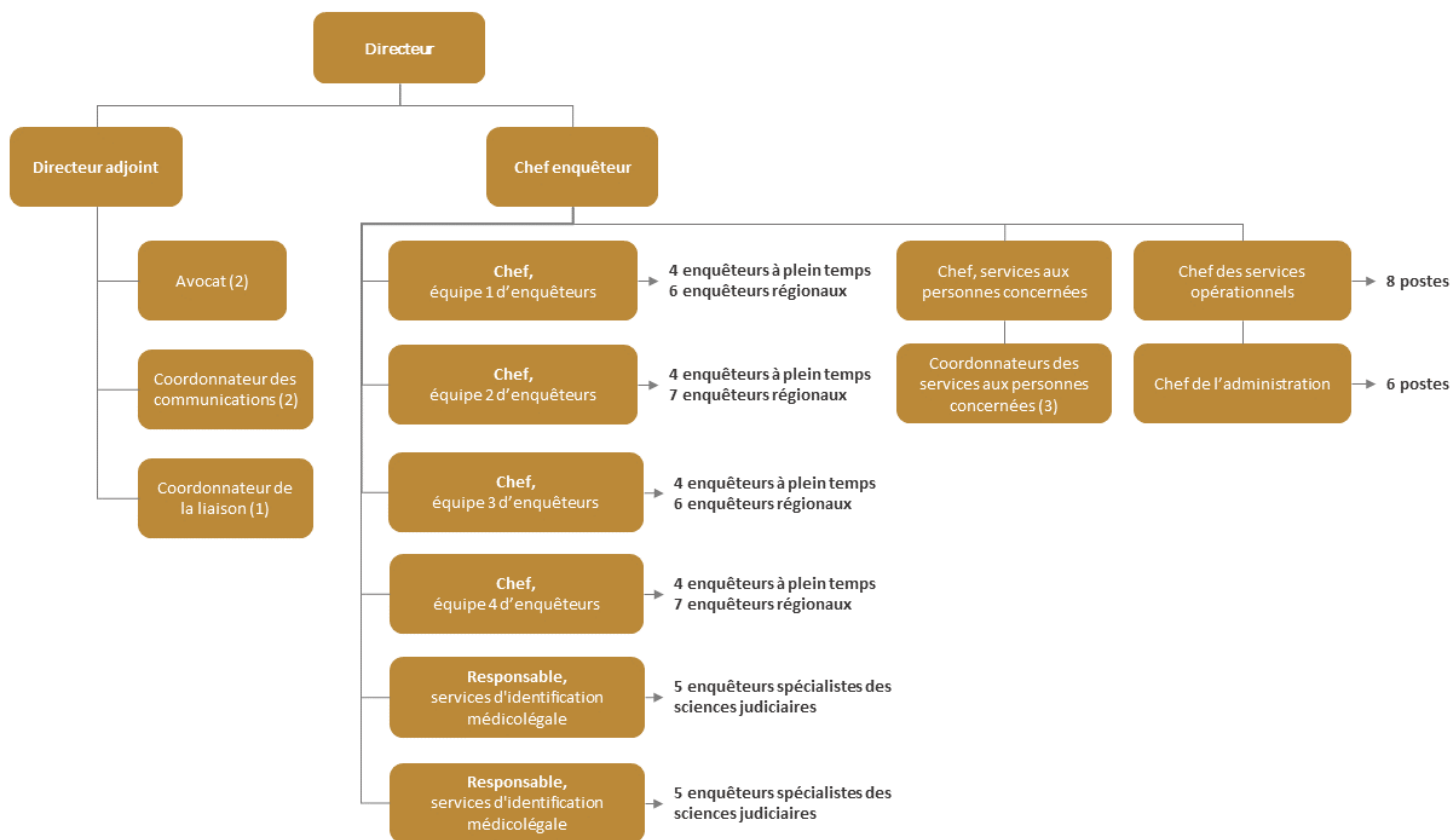 Directeur
Directeur adjoint
Chef enquêteur
Avocat (2)
Coordonnateur des
communications (2)
Coordonnateur de
la liaison (1)
Chef,
équipe 1 d’enquêteurs
4 enquêteurs à plein temps
6 enquêteurs régionaux
Chef,
équipe 2 d’enquêteurs
4 enquêteurs à plein temps
7 enquêteurs régionaux
Chef,
équipe 3 d’enquêteurs
4 enquêteurs à plein temps
6 enquêteurs régionaux
Chef,
équipe 4 d’enquêteurs
4 enquêteurs à plein temps
7 enquêteurs régionaux
Responsable,
services d'identification
médicolégale
5 enquêteurs spécialistes des
sciences judiciaires
Responsable,
services d'identification
médicolégale
5 enquêteurs spécialistes des
sciences judiciaires
Chef, services aux
personnes concernées
Coordonnateurs des
services aux personnes
concernées (3)
Chef des services
opérationnels
8 postes
Chef de l’administration
6 postes